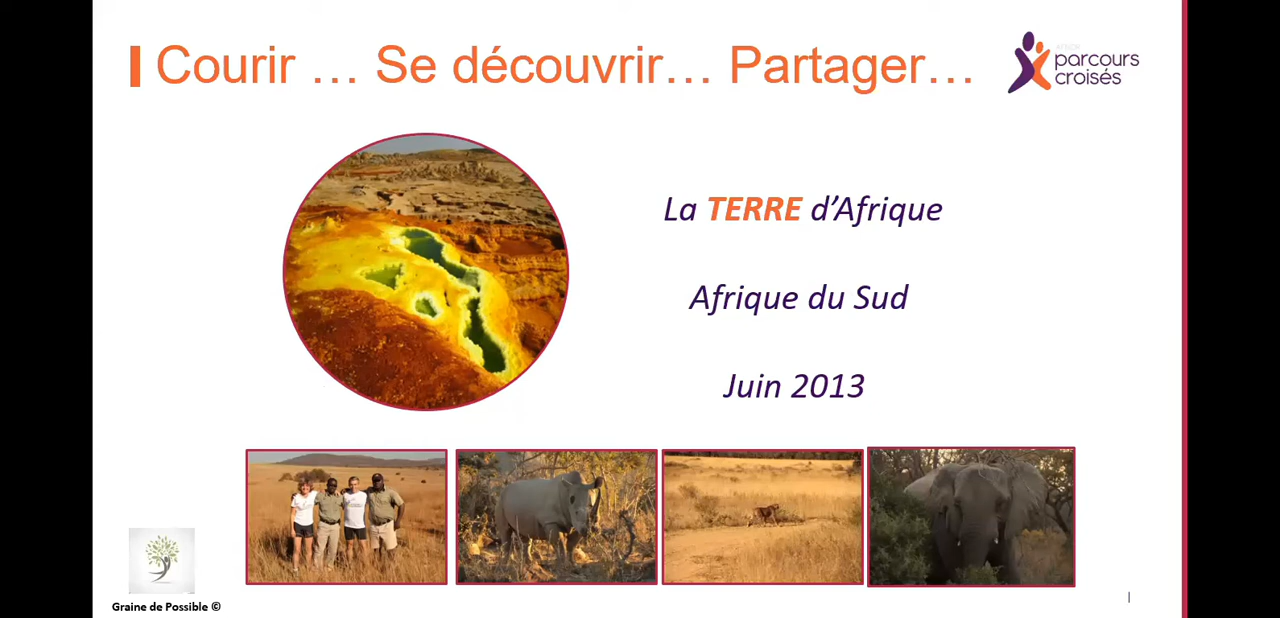 Courir … Se découvrir… Partager…
parcours
croisés
La TERRE d’Afrique
Afrique du Sud
Juin 2013
Graine de Possible ©